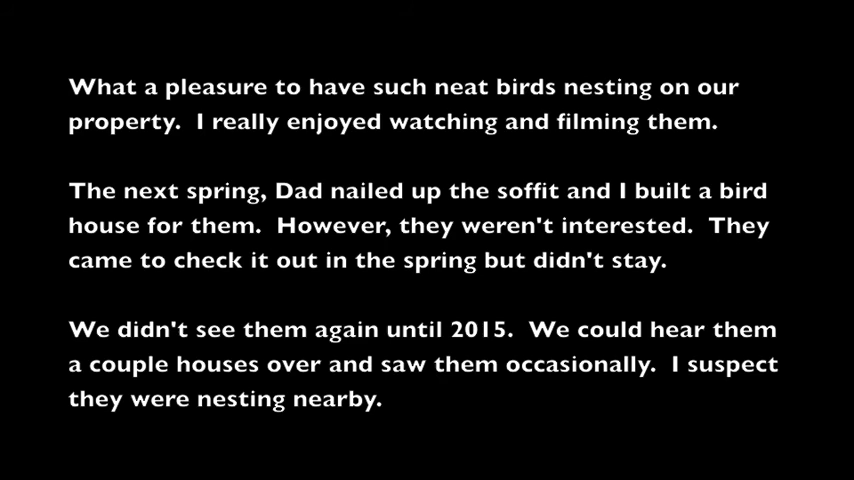 What a pleasure to have such neat birds nesting on our
property.  I really enjoyed watching and filming them.
The next spring, Dad nailed up the soffit and I built a bird
house for them.  However, they weren't interested.  They
came to check it out in the spring but didn't stay.
We didn't see them again until 2015.  We could hear them
a couple houses over and saw them occasionally.  I suspect
they were nesting nearby.